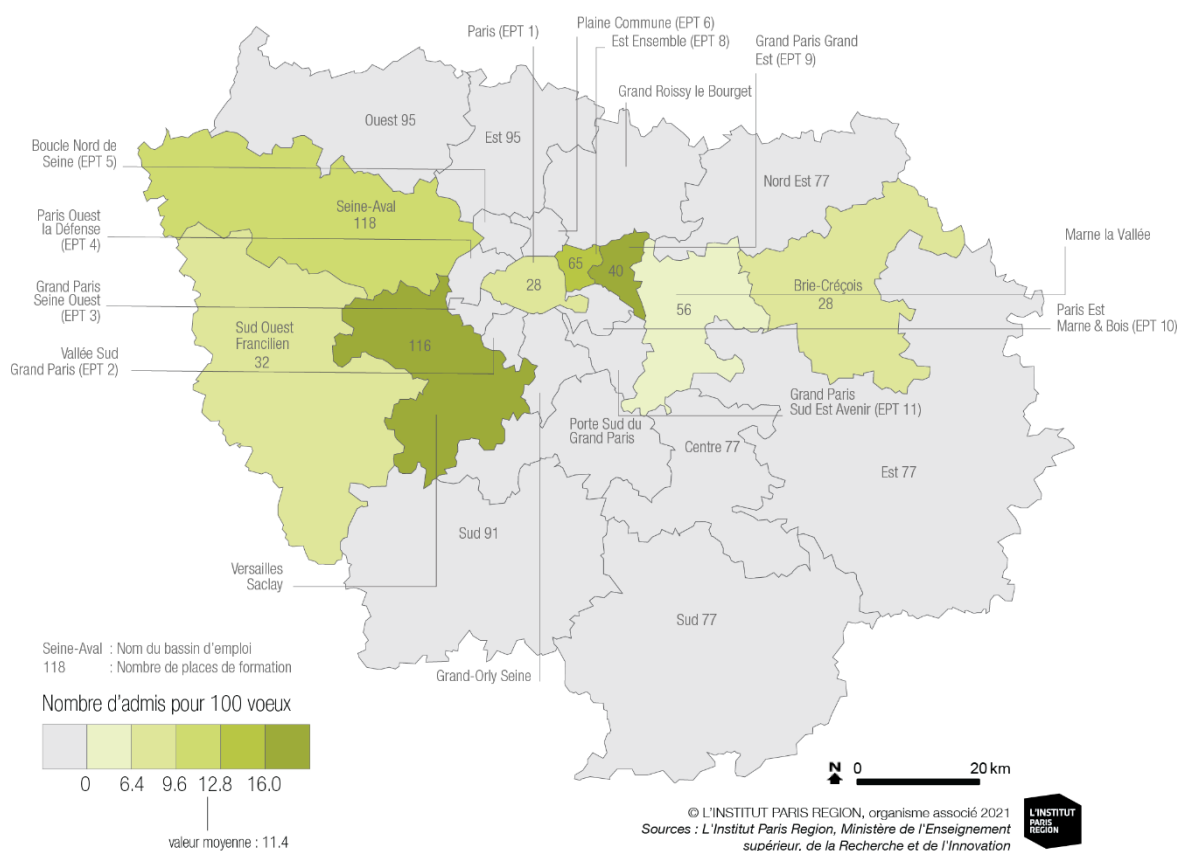 Paris (EPT 1)
Plaine Commune (EPT 6)
Est Ensemble (EPT 8)
Grand Paris Grand
Est (EPT 9)
Grand Roissy le Bourget
Ouest 95
Est 95
Boucle Nord de
Seine (EPT 5)
Nord Est 77
Paris Ouest
la Défense
(EPT 4)
Seine-Aval
118
Marne la Vallée
65
40
28
Grand Paris
Seine Ouest
(EPT 3)
Brie-Créçois
28
56
Paris Est
Marne & Bois (EPT 10)
Sud Ouest
Francilien
32
116
Vallée Sud
Grand Paris (EPT 2)
Grand Paris
Sud Est Avenir (EPT 11)
Porte Sud du
Grand Paris
Centre 77
Est 77
Sud 91
Versailles
Saclay
Sud 77
Grand-Orly Seine
Seine-Aval : Nom du bassin d'emploi
118 : Nombre de places de formation
Nombre d'admis pour 100 voeux
0 6.4 9.6 12.8 16.0
valeur moyenne : 11.4
N 0 20 km
© L'INSTITUT PARIS REGION, organisme associé 2021
Sources : L'Institut Paris Region, Ministère de l'Enseignement
supérieur, de la Recherche et de l'Innovation
L'INSTITUT
PARIS
REGION